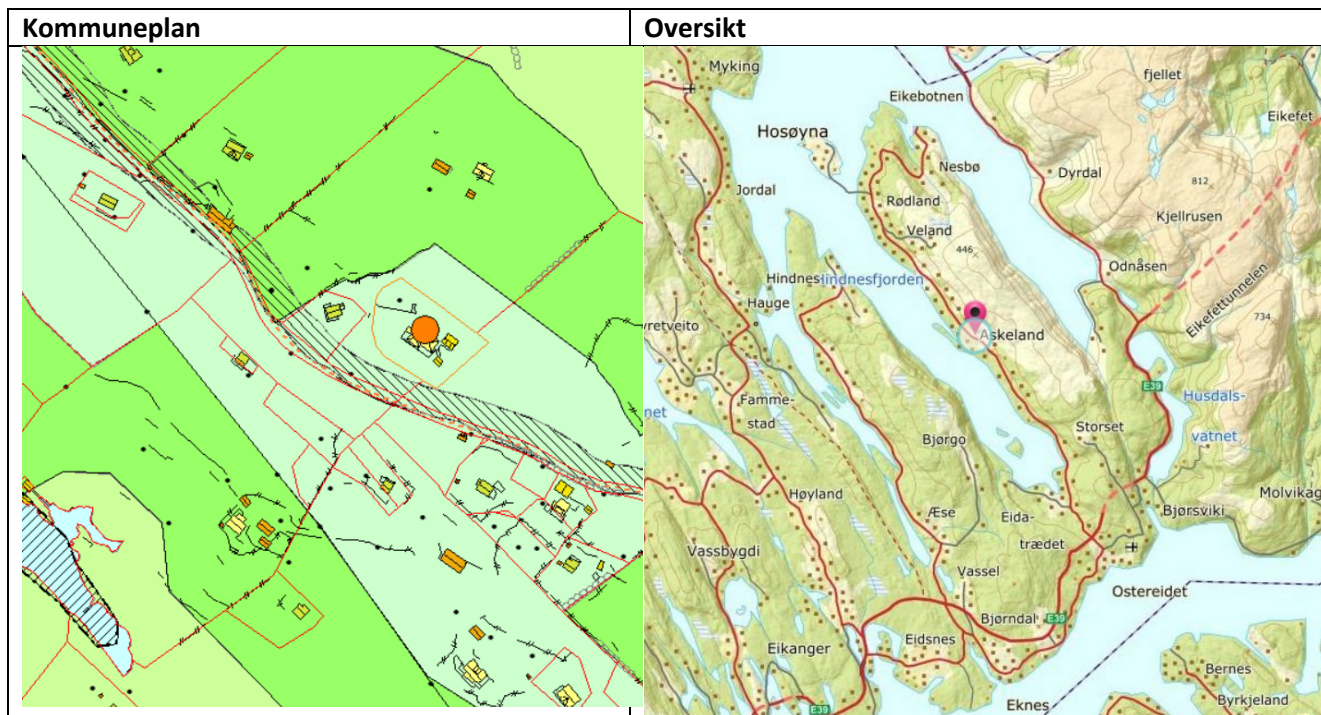 Kommuneplan
Oversikt
Myking
Eikebotnen
fjellet
Eikefet
Hosøyna
Nesbø
Dyrdal
812
Jordal
Rødland
Kjellrusen
Veland
446
Odnåsen
Hindnes
Hindnesfjorden
Hauge
Eikefettunnelen
734
yretveito
Askeland
E39
net
Famme-
stad
Husdals-
vatnet
Storset
Bjørgo
Høyland
Molvikag
Bjørsviki
Æse
Eida-
trædet
Vassbygdi
Vassel
Ostereidet
Bjørndal
E39
Eidsnes
Eikanger
Bernes
Byrkjeland
Eknes
E39